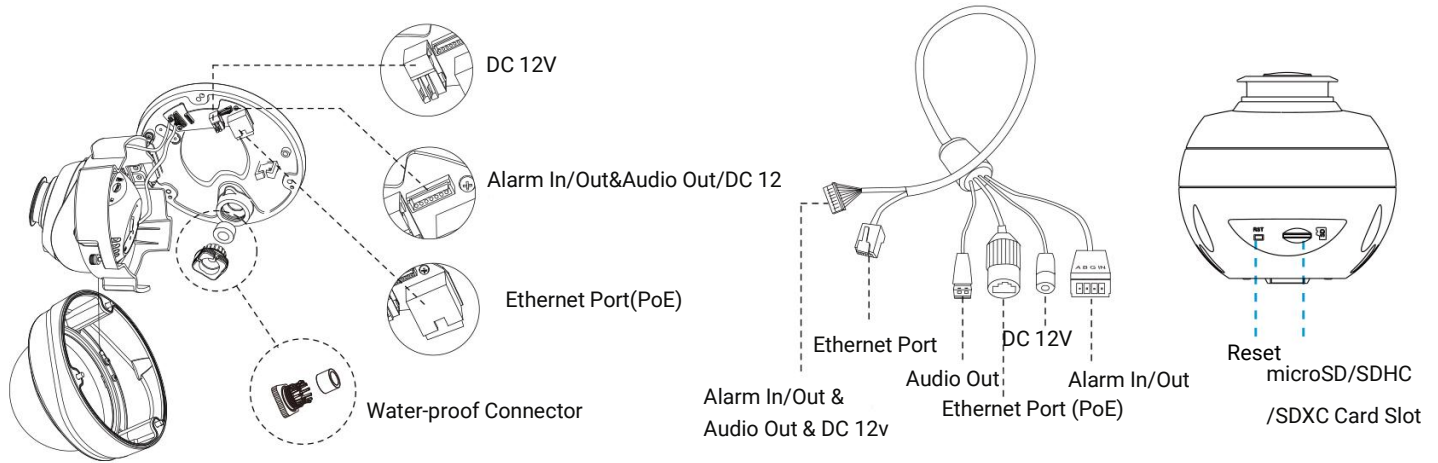 DC 12V
Alarm In/Out&Audio Out/DC 12
Ethernet Port(PoE)
Water-proof Connector
A B G IN
Ethernet Port
Audio Out
DC 12V
Ethernet Port (PoE)
Alarm In/Out
Alarm In/Out &
Audio Out & DC 12v
RST
Reset
microSD/SDHC
/SDXC Card Slot